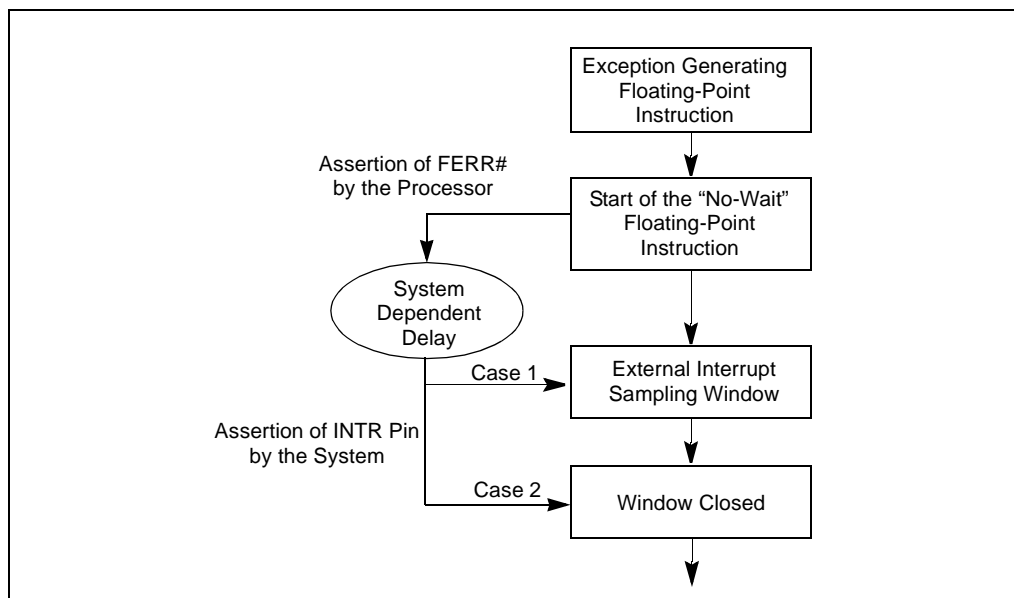 Exception Generating
Floating-Point
Instruction
Assertion of FERR#
by the Processor
Start of the “No-Wait”
Floating-Point
Instruction
System
Dependent
Delay
Case 1
External Interrupt
Sampling Window
Assertion of INTR Pin
by the System
Case 2
Window Closed